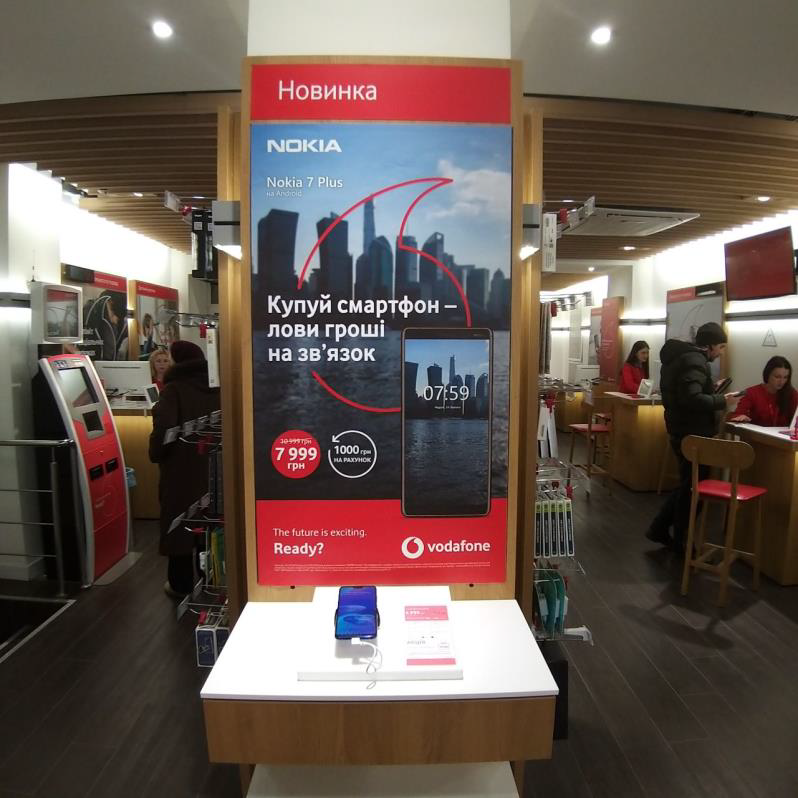 Новинка
NOKIA
Nokia 7 Plus
на Android
Купуй смартфон –
лови гроші
на зв’язок
07:59
10 999 грн
7 999
грн
1000 грн
НА РАХУНОК
The future is exciting.
Ready?
vodafone